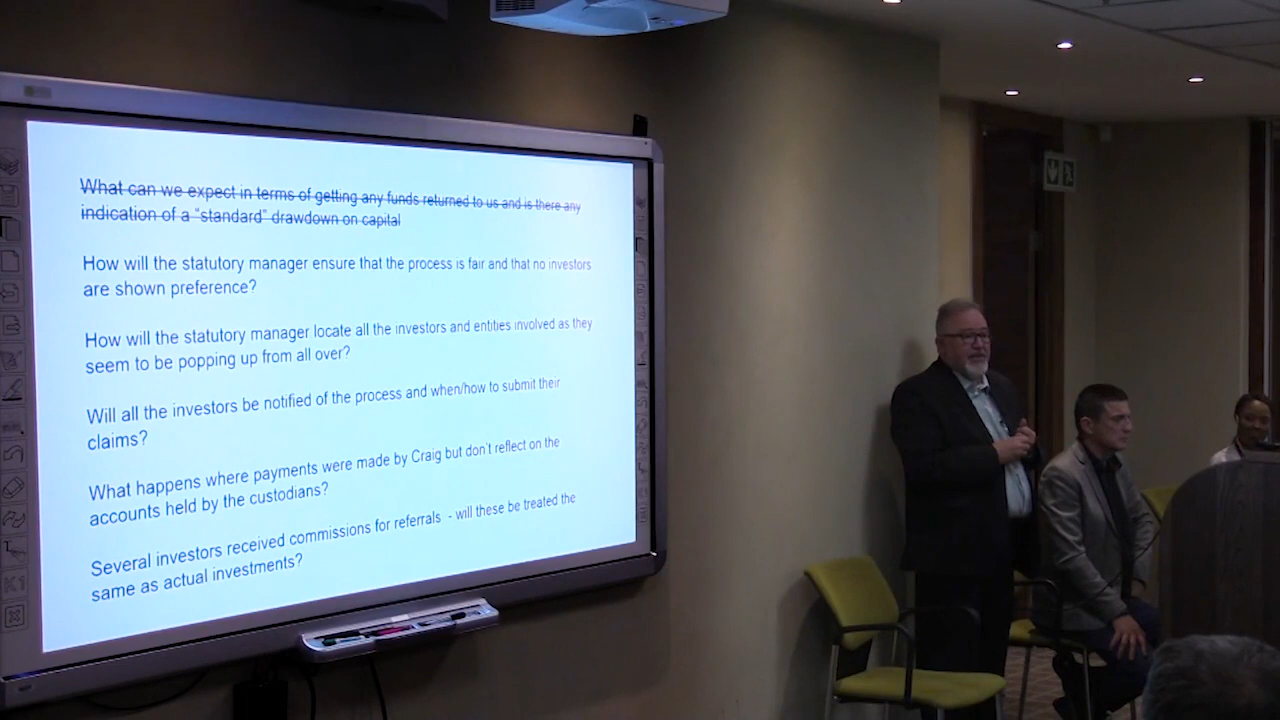 What can we expect in terms of getting any funds returned to us and is there any
indication of a “standard” drawdown on capital
How will the statutory manager ensure that the process is fair and that no investors
are shown preference?
How will the statutory manager locate all the investors and entities involved as they
seem to be popping up from all over?
Will all the investors be notified of the process and when/how to submit their
claims?
What happens where payments were made by Craig but don't reflect on the
accounts held by the custodians?
Several investors received commissions for referrals - will these be treated the
same as actual investments?